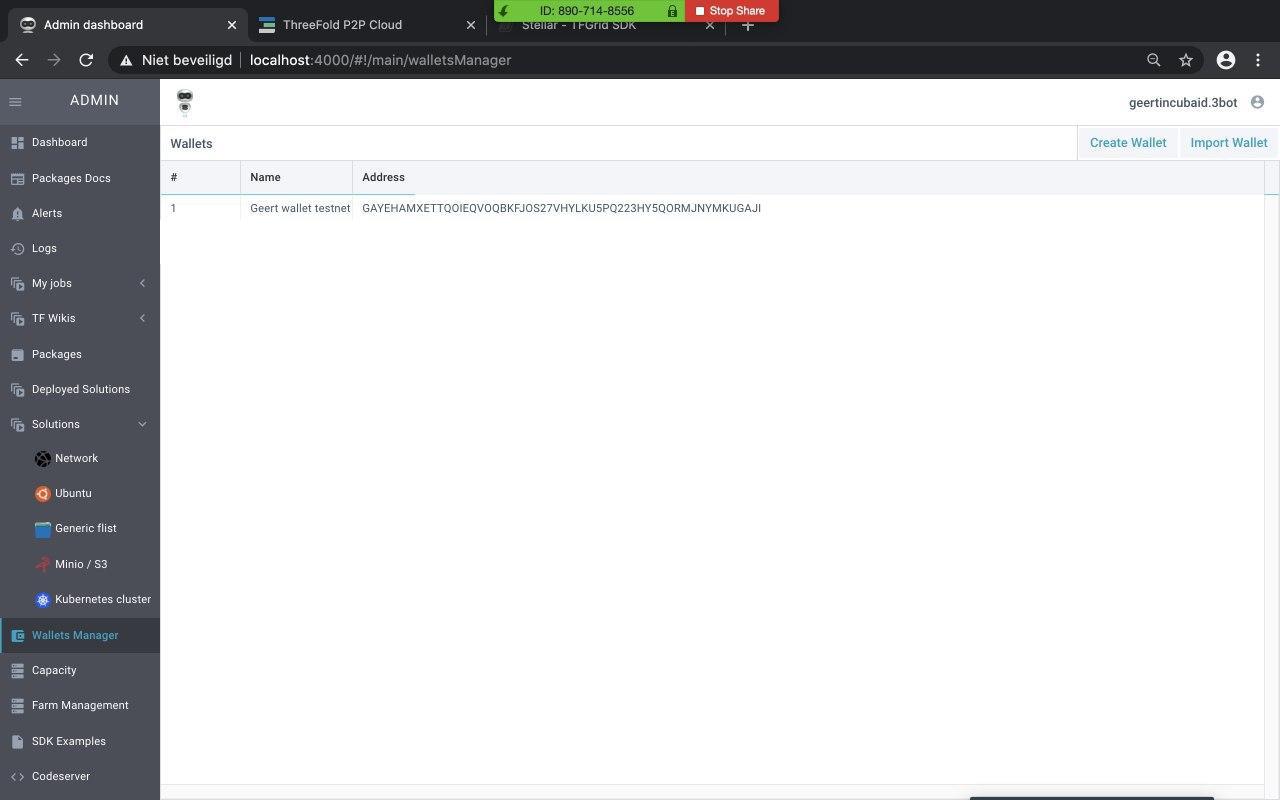 Admin dashboard
ThreeFold P2P Cloud
ID: 890-714-8556
Stop Share
Stellar - TFGrid SDK
Niet beveiligd
localhost:4000/#!/main/walletsManager
ADMIN
geertincubaid.3bot
Dashboard
Packages Docs
Alerts
Logs
My jobs
TF Wikis
Packages
Deployed Solutions
Solutions
Network
Ubuntu
Generic flist
Minio / S3
Kubernetes cluster
Wallets Manager
Capacity
Farm Management
SDK Examples
Codeserver
Wallets
Create Wallet
Import Wallet
# Name Address
1 Geert wallet testnet GAYEHAMXETTQOIEQVOQBKFJOS27VHYLKU5PQ223HY5QORMJNYMKUGAJI